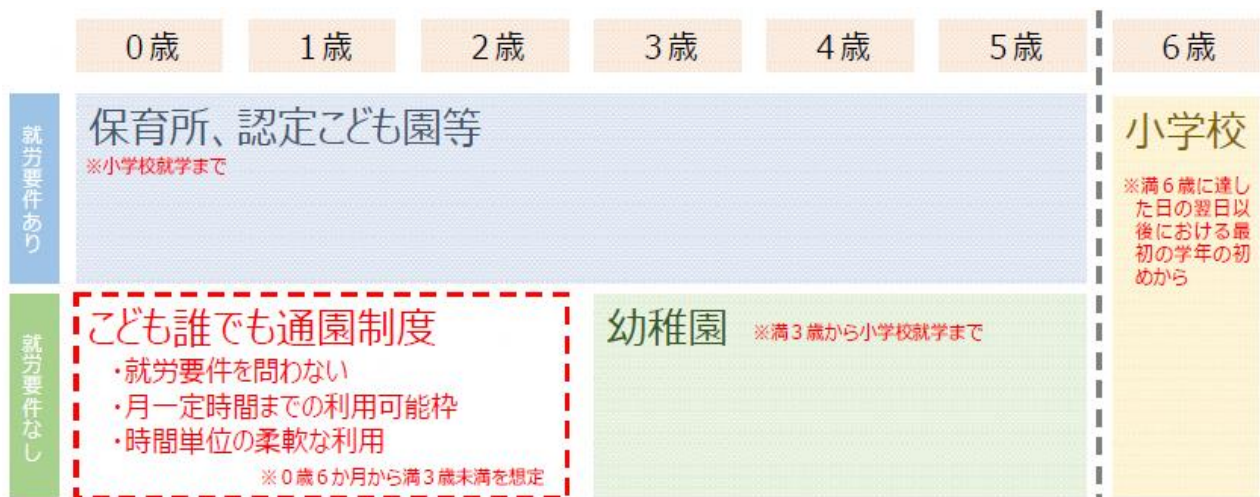 0歳 1歳 2歳 3歳 4歳 5歳 6歳
就労要件あり
保育所、認定こども園等
※小学校就学まで
小学校
※満6歳に達し
た日の翌日以
後における最
初の学年の初
めから
就労要件なし
こども誰でも通園制度
・就労要件を問わない
・月一定時間までの利用可能枠
・時間単位の柔軟な利用
※0歳6か月から満3歳未満を想定
幼稚園 ※満3歳から小学校就学まで